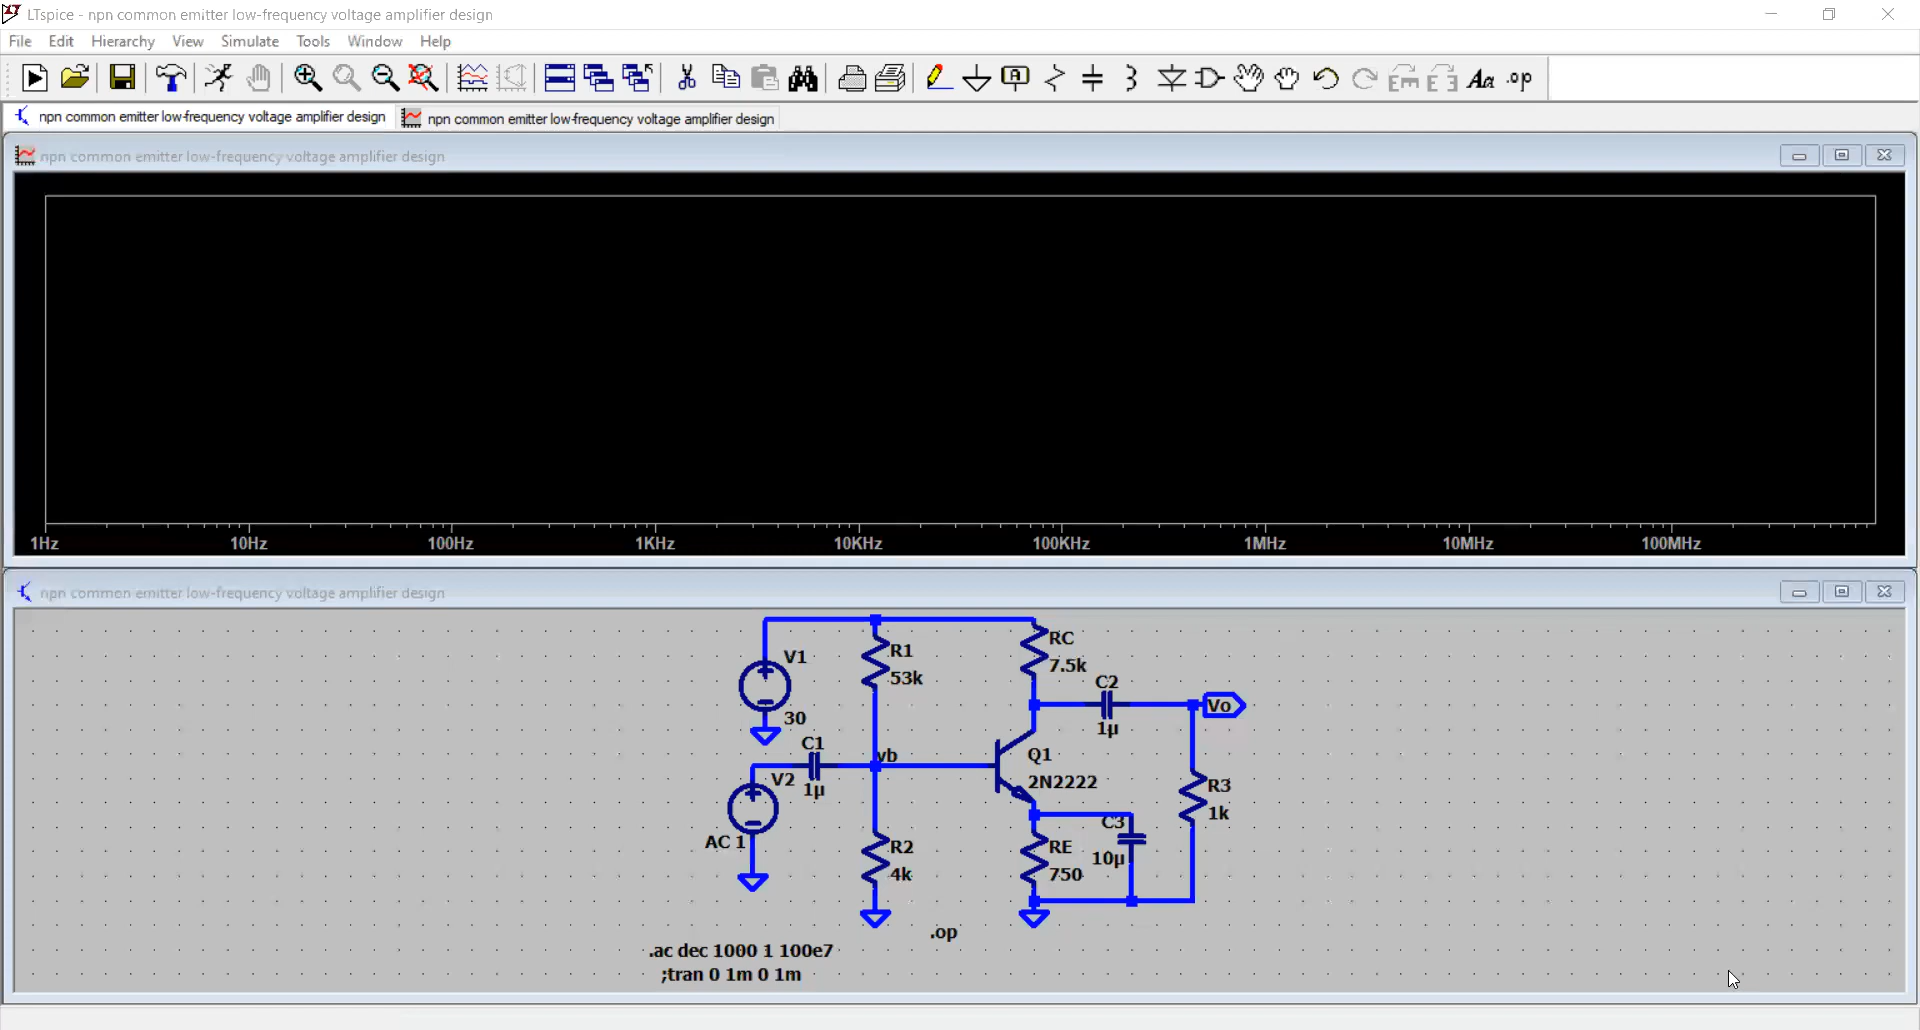 LTspice - npn common emitter low-frequency voltage amplifier design
File Edit Hierarchy View Simulate Tools Window Help
A Aa .op
npn common emitter low-frequency voltage amplifier design npn common emitter low-frequency voltage amplifier design
npn common emitter low-frequency voltage amplifier design
1Hz 10Hz 100Hz 1KHz 10KHz 100KHz 1MHz 10MHz 100MHz
npn common emitter low-frequency voltage amplifier design
RC
V1 R1
7.5k
53k C2
Vo
30
1µ
C1
vb Q1
V2 2N2222
1µ R3
1k
C3
AC 1 R2 RE
10µ
4k 750
.op
.ac dec 1000 1 100e7
;tran 0 1m 0 1m